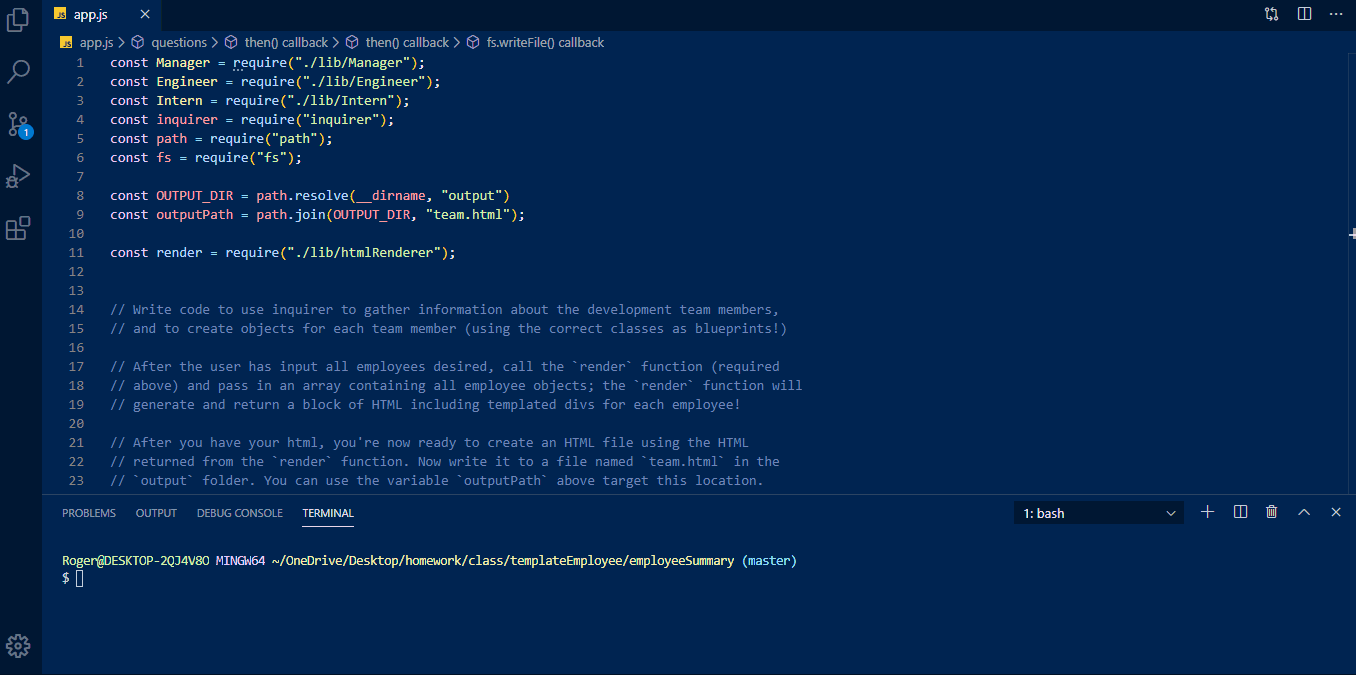 JS app.js
JS app.js > questions > then() callback > then() callback > fs.writeFile() callback
1 const Manager = require("./lib/Manager");
2 const Engineer = require("./lib/Engineer");
3 const Intern = require("./lib/Intern");
4 const inquirer = require("inquirer");
5 const path = require("path");
6 const fs = require("fs");
7
8 const OUTPUT_DIR = path.resolve(__dirname, "output")
9 const outputPath = path.join(OUTPUT_DIR, "team.html");
10
11 const render = require("./lib/htmlRenderer");
12
13
14 // Write code to use inquirer to gather information about the development team members,
15 // and to create objects for each team member (using the correct classes as blueprints!)
16
17 // After the user has input all employees desired, call the `render` function (required
18 // above) and pass in an array containing all employee objects; the `render` function will
19 // generate and return a block of HTML including templated divs for each employee!
20
21 // After you have your html, you're now ready to create an HTML file using the HTML
22 // returned from the `render` function. Now write it to a file named `team.html` in the
23 // `output` folder. You can use the variable `outputPath` above target this location.
1
PROBLEMS OUTPUT DEBUG CONSOLE TERMINAL 1: bash
Roger@DESKTOP-2QJ4V8O MINGW64 ~/OneDrive/Desktop/homework/class/templateEmployee/employeeSummary (master)
$